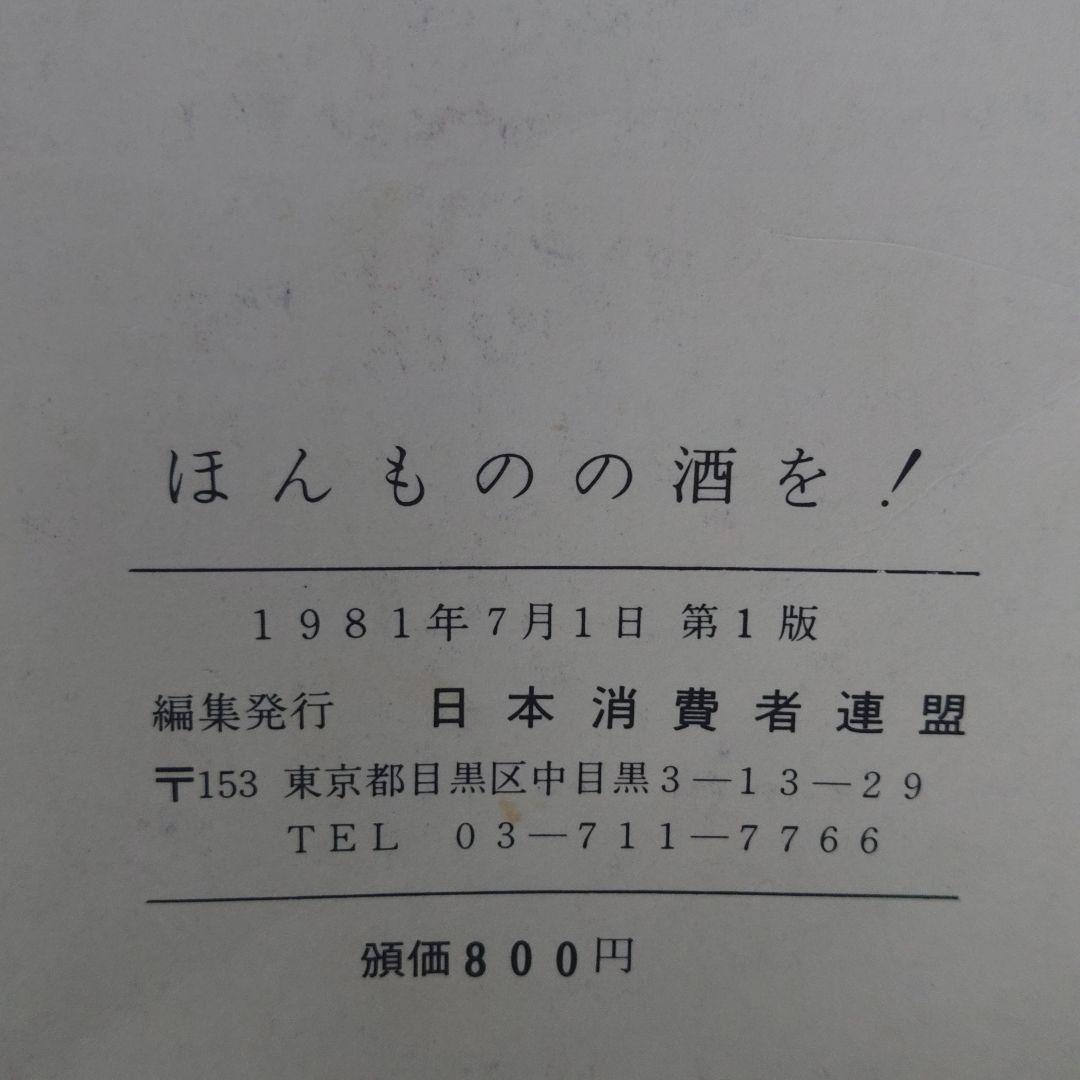 ほんものの酒を！
１９８１年７月１日 第１版
編集発行 日本消費者連盟
〒153 東京都目黒区中目黒３―１３―２９
ＴＥＬ ０３―７１１―７７６６
頒価８００円